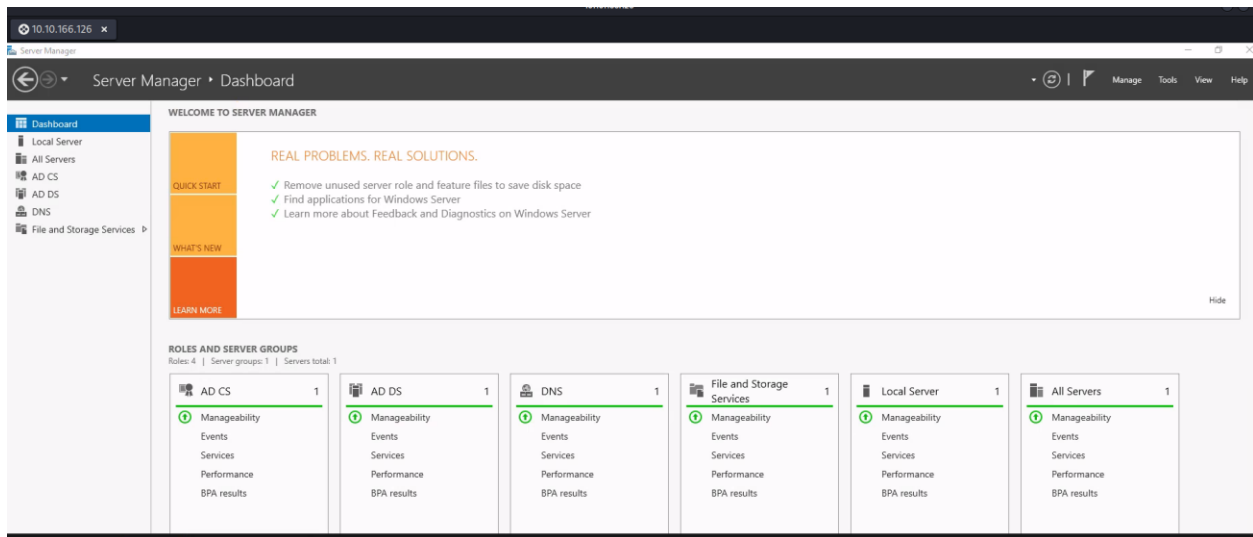 10.10.166.126 ×
Server Manager
Server Manager • Dashboard
Manage Tools View Help
Dashboard
Local Server
All Servers
AD CS
AD DS
DNS
File and Storage Services
WELCOME TO SERVER MANAGER
QUICK START
WHAT'S NEW
LEARN MORE
REAL PROBLEMS. REAL SOLUTIONS.
✓ Remove unused server role and feature files to save disk space
✓ Find applications for Windows Server
✓ Learn more about Feedback and Diagnostics on Windows Server
Hide
ROLES AND SERVER GROUPS
Roles: 4 | Server groups: 1 | Servers total: 1
AD CS 1
Manageability
Events
Services
Performance
BPA results
AD DS 1
Manageability
Events
Services
Performance
BPA results
DNS 1
Manageability
Events
Services
Performance
BPA results
File and Storage
Services 1
Manageability
Events
Services
Performance
BPA results
Local Server 1
Manageability
Events
Services
Performance
BPA results
All Servers 1
Manageability
Events
Services
Performance
BPA results